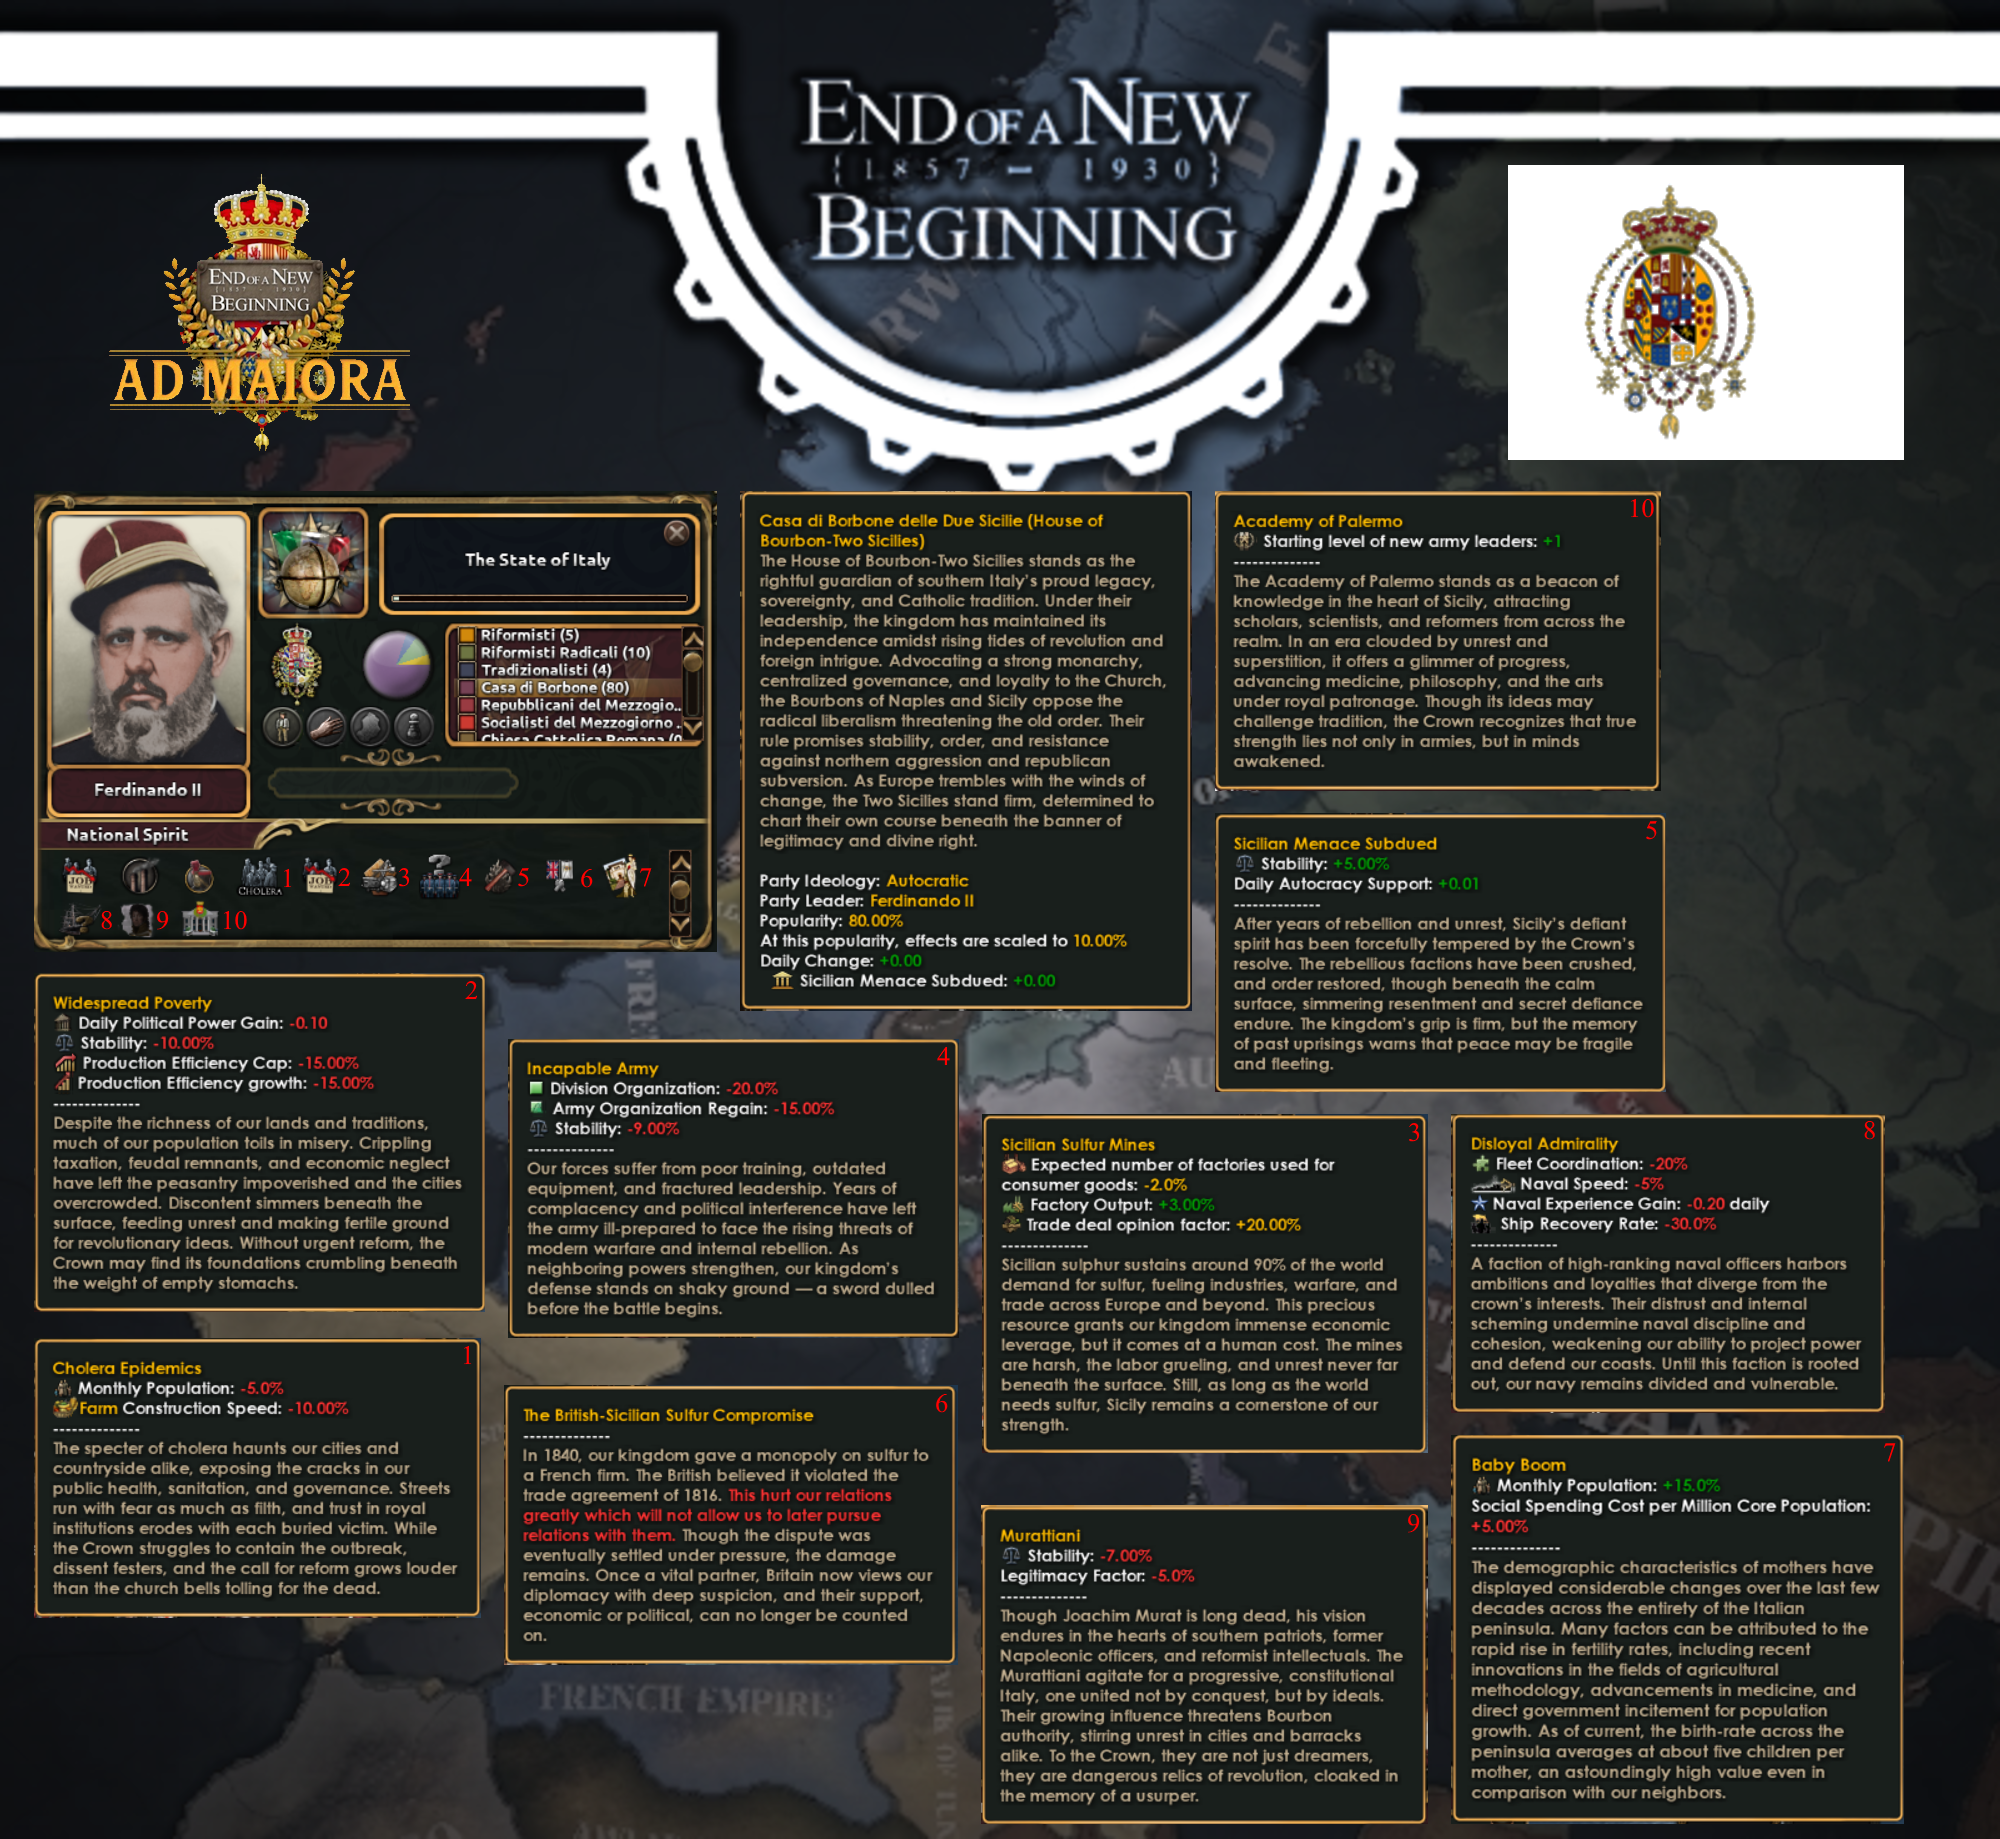 END OF A NEW
{1857 – 1930}
BEGINNING
END OF A NEW
{1857 - 1930}
BEGINNING
AD MAIORA
The State of Italy
Riformisti (5)
Riformisti Radicali (10)
Tradizionalisti (4)
Casa di Borbone (80)
Repubblicani del Mezzogio..
Socialisti del Mezzogiorno ..
Chiesa Cattolica Romana (0
Ferdinando II
National Spirit
CHOLERA 1 2 3 4 5 6 7
8 9 10
Casa di Borbone delle Due Sicilie (House of
Bourbon-Two Sicilies)
The House of Bourbon-Two Sicilies stands as the
rightful guardian of southern Italy's proud legacy,
sovereignty, and Catholic tradition. Under their
leadership, the kingdom has maintained its
independence amidst rising tides of revolution and
foreign intrigue. Advocating a strong monarchy,
centralized governance, and loyalty to the Church,
the Bourbons of Naples and Sicily oppose the
radical liberalism threatening the old order. Their
rule promises stability, order, and resistance
against northern aggression and republican
subversion. As Europe trembles with the winds of
change, the Two Sicilies stand firm, determined to
chart their own course beneath the banner of
legitimacy and divine right.
Party Ideology: Autocratic
Party Leader: Ferdinando II
Popularity: 80.00%
At this popularity, effects are scaled to 10.00%
Daily Change: +0.00
Sicilian Menace Subdued: +0.00
10
Academy of Palermo
Starting level of new army leaders: +1
--------------
The Academy of Palermo stands as a beacon of
knowledge in the heart of Sicily, attracting
scholars, scientists, and reformers from across the
realm. In an era clouded by unrest and
superstition, it offers a glimmer of progress,
advancing medicine, philosophy, and the arts
under royal patronage. Though its ideas may
challenge tradition, the Crown recognizes that true
strength lies not only in armies, but in minds
awakened.
5
Sicilian Menace Subdued
Stability: +5.00%
Daily Autocracy Support: +0.01
--------------
After years of rebellion and unrest, Sicily's defiant
spirit has been forcefully tempered by the Crown's
resolve. The rebellious factions have been crushed,
and order restored, though beneath the calm
surface, simmering resentment and secret defiance
endure. The kingdom's grip is firm, but the memory
of past uprisings warns that peace may be fragile
and fleeting.
2
Widespread Poverty
Daily Political Power Gain: -0.10
Stability: -10.00%
Production Efficiency Cap: -15.00%
Production Efficiency growth: -15.00%
--------------
Despite the richness of our lands and traditions,
much of our population toils in misery. Crippling
taxation, feudal remnants, and economic neglect
have left the peasantry impoverished and the cities
overcrowded. Discontent simmers beneath the
surface, feeding unrest and making fertile ground
for revolutionary ideas. Without urgent reform, the
Crown may find its foundations crumbling beneath
the weight of empty stomachs.
4
Incapable Army
Division Organization: -20.0%
Army Organization Regain: -15.00%
Stability: -9.00%
--------------
Our forces suffer from poor training, outdated
equipment, and fractured leadership. Years of
complacency and political interference have left
the army ill-prepared to face the rising threats of
modern warfare and internal rebellion. As
neighboring powers strengthen, our kingdom's
defense stands on shaky ground — a sword dulled
before the battle begins.
3
Sicilian Sulfur Mines
Expected number of factories used for
consumer goods: -2.0%
Factory Output: +3.00%
Trade deal opinion factor: +20.00%
--------------
Sicilian sulphur sustains around 90% of the world
demand for sulfur, fueling industries, warfare, and
trade across Europe and beyond. This precious
resource grants our kingdom immense economic
leverage, but it comes at a human cost. The mines
are harsh, the labor grueling, and unrest never far
beneath the surface. Still, as long as the world
needs sulfur, Sicily remains a cornerstone of our
strength.
8
Disloyal Admirality
Fleet Coordination: -20%
Naval Speed: -5%
Naval Experience Gain: -0.20 daily
Ship Recovery Rate: -30.0%
--------------
A faction of high-ranking naval officers harbors
ambitions and loyalties that diverge from the
crown's interests. Their distrust and internal
scheming undermine naval discipline and
cohesion, weakening our ability to project power
and defend our coasts. Until this faction is rooted
out, our navy remains divided and vulnerable.
1
Cholera Epidemics
Monthly Population: -5.0%
Farm Construction Speed: -10.00%
--------------
The specter of cholera haunts our cities and
countryside alike, exposing the cracks in our
public health, sanitation, and governance. Streets
run with fear as much as filth, and trust in royal
institutions erodes with each buried victim. While
the Crown struggles to contain the outbreak,
dissent festers, and the call for reform grows louder
than the church bells tolling for the dead.
6
The British-Sicilian Sulfur Compromise
--------------
In 1840, our kingdom gave a monopoly on sulfur to
a French firm. The British believed it violated the
trade agreement of 1816. This hurt our relations
greatly which will not allow us to later pursue
relations with them. Though the dispute was
eventually settled under pressure, the damage
remains. Once a vital partner, Britain now views our
diplomacy with deep suspicion, and their support,
economic or political, can no longer be counted
on.
9
Murattiani
Stability: -7.00%
Legitimacy Factor: -5.0%
--------------
Though Joachim Murat is long dead, his vision
endures in the hearts of southern patriots, former
Napoleonic officers, and reformist intellectuals. The
Murattiani agitate for a progressive, constitutional
Italy, one united not by conquest, but by ideals.
Their growing influence threatens Bourbon
authority, stirring unrest in cities and barracks
alike. To the Crown, they are not just dreamers,
they are dangerous relics of revolution, cloaked in
the memory of a usurper.
7
Baby Boom
Monthly Population: +15.0%
Social Spending Cost per Million Core Population:
+5.00%
--------------
The demographic characteristics of mothers have
displayed considerable changes over the last few
decades across the entirety of the Italian
peninsula. Many factors can be attributed to the
rapid rise in fertility rates, including recent
innovations in the fields of agricultural
methodology, advancements in medicine, and
direct government incitement for population
growth. As of current, the birth-rate across the
peninsula averages at about five children per
mother, an astoundingly high value even in
comparison with our neighbors.
FRENCH EMPIRE